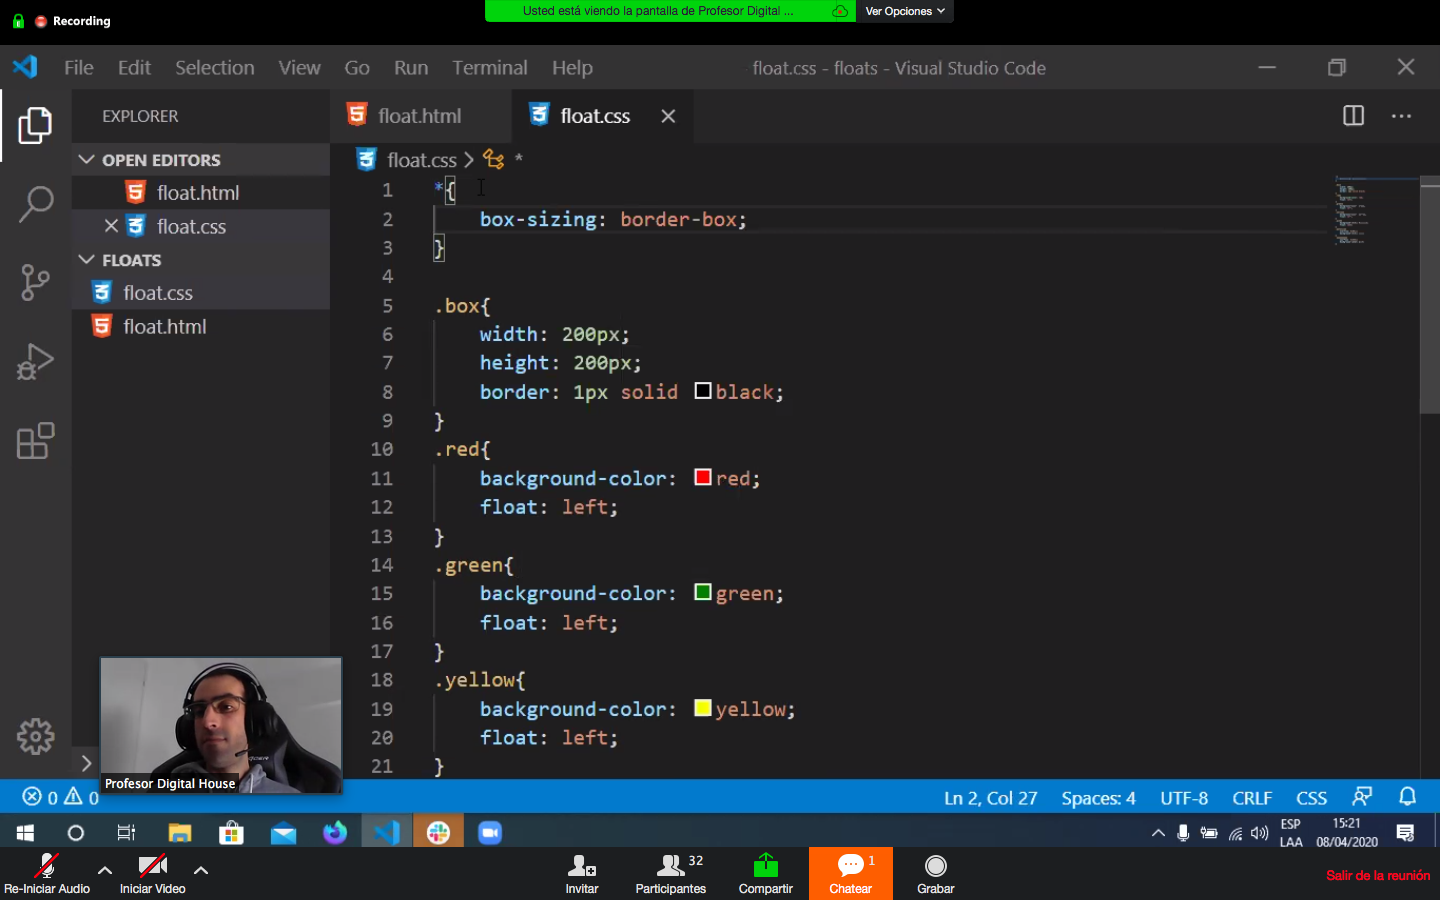 Recording
Usted está viendo la pantalla de Profesor Digital ...
Ver Opciones
File Edit Selection View Go Run Terminal Help
float.css - floats - Visual Studio Code
EXPLORER
float.html
float.css
OPEN EDITORS
float.html
float.css
FLOATS
float.css
float.html
float.css > *
1 *{
2 box-sizing: border-box;
3 }
4
5 .box{
6 width: 200px;
7 height: 200px;
8 border: 1px solid black;
9 }
10 .red{
11 background-color: red;
12 float: left;
13 }
14 .green{
15 background-color: green;
16 float: left;
17 }
18 .yellow{
19 background-color: yellow;
20 float: left;
21 }
Profesor Digital House
0 0
Ln 2, Col 27 Spaces: 4 UTF-8 CRLF CSS
ESP
LAA
15:21
08/04/2020
Re-Iniciar Audio
Iniciar Video
Invitar
32
Participantes
Compartir
1
Chatear
Grabar
Salir de la reunión